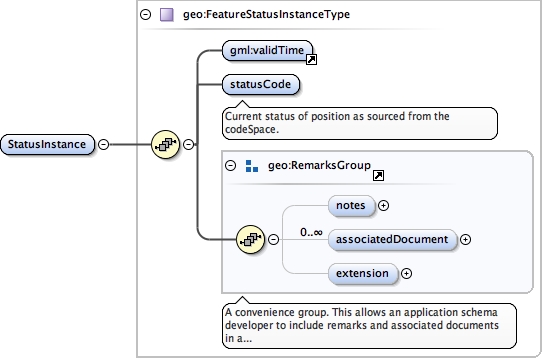 geo:FeatureStatusInstanceType
gml:validTime
statusCode
Current status of position as sourced from the
codeSpace.
StatusInstance
geo:RemarksGroup
notes
0..∞
associatedDocument
extension
A convenience group. This allows an application schema
developer to include remarks and associated documents
in a...